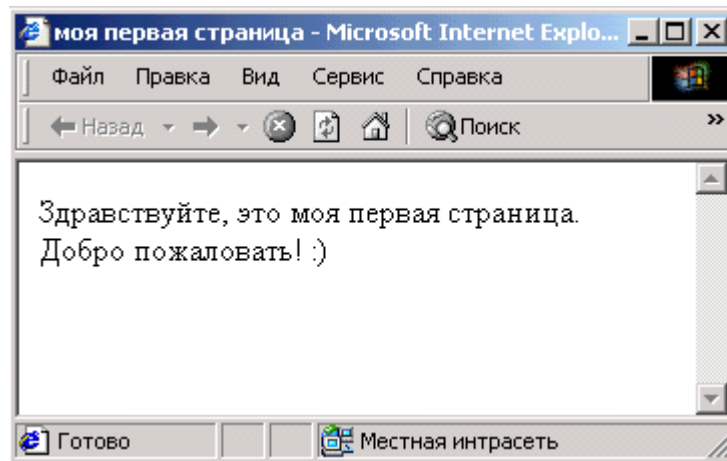 моя первая страница - Microsoft Internet Explo...
Файл Правка Вид Сервис Справка
Назад Поиск »
Здравствуйте, это моя первая страница.
Добро пожаловать! :)
Готово Местная интрасеть